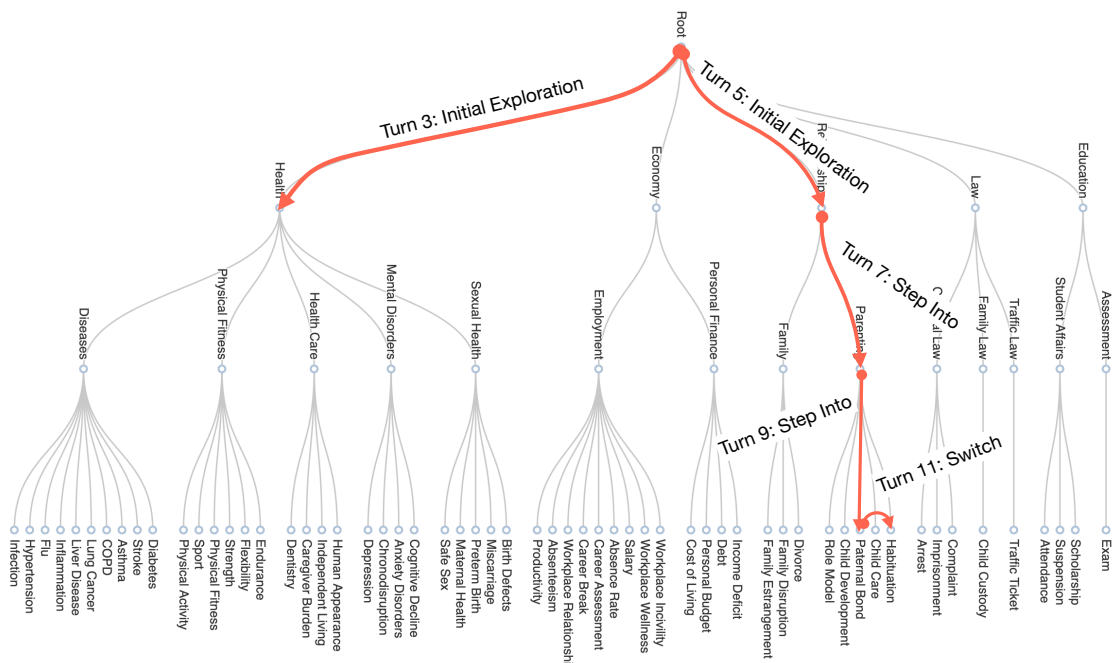 Root
Turn 3: Initial Exploration
Turn 5: Initial Exploration
Health
Economy
Law
Education
Turn 7: Step Into
Diseases
Physical Fitness
Health Care
Mental Disorders
Sexual Health
Employment
Personal Finance
Family
Family Law
Traffic Law
Student Affairs
Assessment
Turn 9: Step Into
Turn 11: Switch
Infection
Hypertension
Flu
Inflammation
Liver Disease
Lung Cancer
COPD
Asthma
Stroke
Diabetes
Physical Activity
Sport
Physical Fitness
Strength
Flexibility
Endurance
Dentistry
Caregiver Burden
Independent Living
Human Appearance
Depression
Chronodisruption
Anxiety Disorders
Cognitive Decline
Safe Sex
Maternal Health
Preterm Birth
Miscarriage
Birth Defects
Productivity
Absenteeism
Workplace Relationshi
Career Break
Career Assessment
Absence Rate
Salary
Workplace Wellness
Workplace Incivility
Cost of Living
Personal Budget
Debt
Income Deficit
Family Estrangement
Family Disruption
Divorce
Role Model
Child Development
Paternal Bond
Child Care
Habituation
Arrest
Imprisonment
Complaint
Child Custody
Traffic Ticket
Attendance
Suspension
Scholarship
Exam